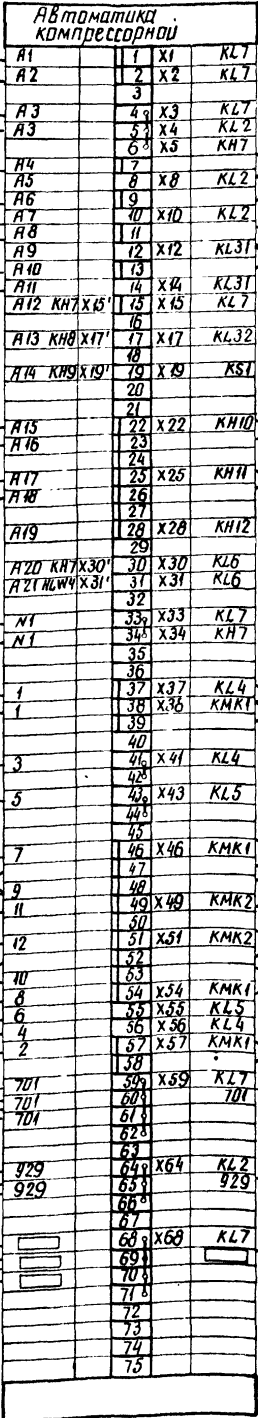 Автоматика
компрессорной
A1 1 X1 KL7
A2 2 X2 KL7
3
A3 4 X3 KL7
A3 5 X4 KL2
6 X5 KH7
A4 7
A5 8 X8 KL2
A6 9
A7 10 X10 KL2
A8 11
A9 12 X12 KL31
A10 13
A11 14 X14 KL31
A12 KH7 X15' 15 X15 KL7
16
A13 KH8 X17' 17 X17 KL32
18
A14 KH9 X19' 19 X19 KS1
20
21
A15 22 X22 KH10
A16 23
24
A17 25 X25 KH11
A18 26
27
A19 28 X28 KH12
29
A20 KH7 X30' 30 X30 KL6
A21 HLW4 X31' 31 X31 KL6
32
N1 33 X33 KL7
N1 34 X34 KH7
35
36
1 37 X37 KL4
1 38 X38 KMK1
39
40
3 41 X41 KL4
42
5 43 X43 KL5
44
45
7 46 X46 KMK1
47
9 48
11 49 X49 KMK2
50
12 51 X51 KMK2
52
10 53
8 54 X54 KMK1
6 55 X55 KL5
4 56 X56 KL4
2 57 X57 KMK1
58
701 59 X59 KL7
701 60 701
701 61
62
63
929 64 X64 KL2
929 65 929
66
67
68 X68 KL7
69
70
71
72
73
74
75